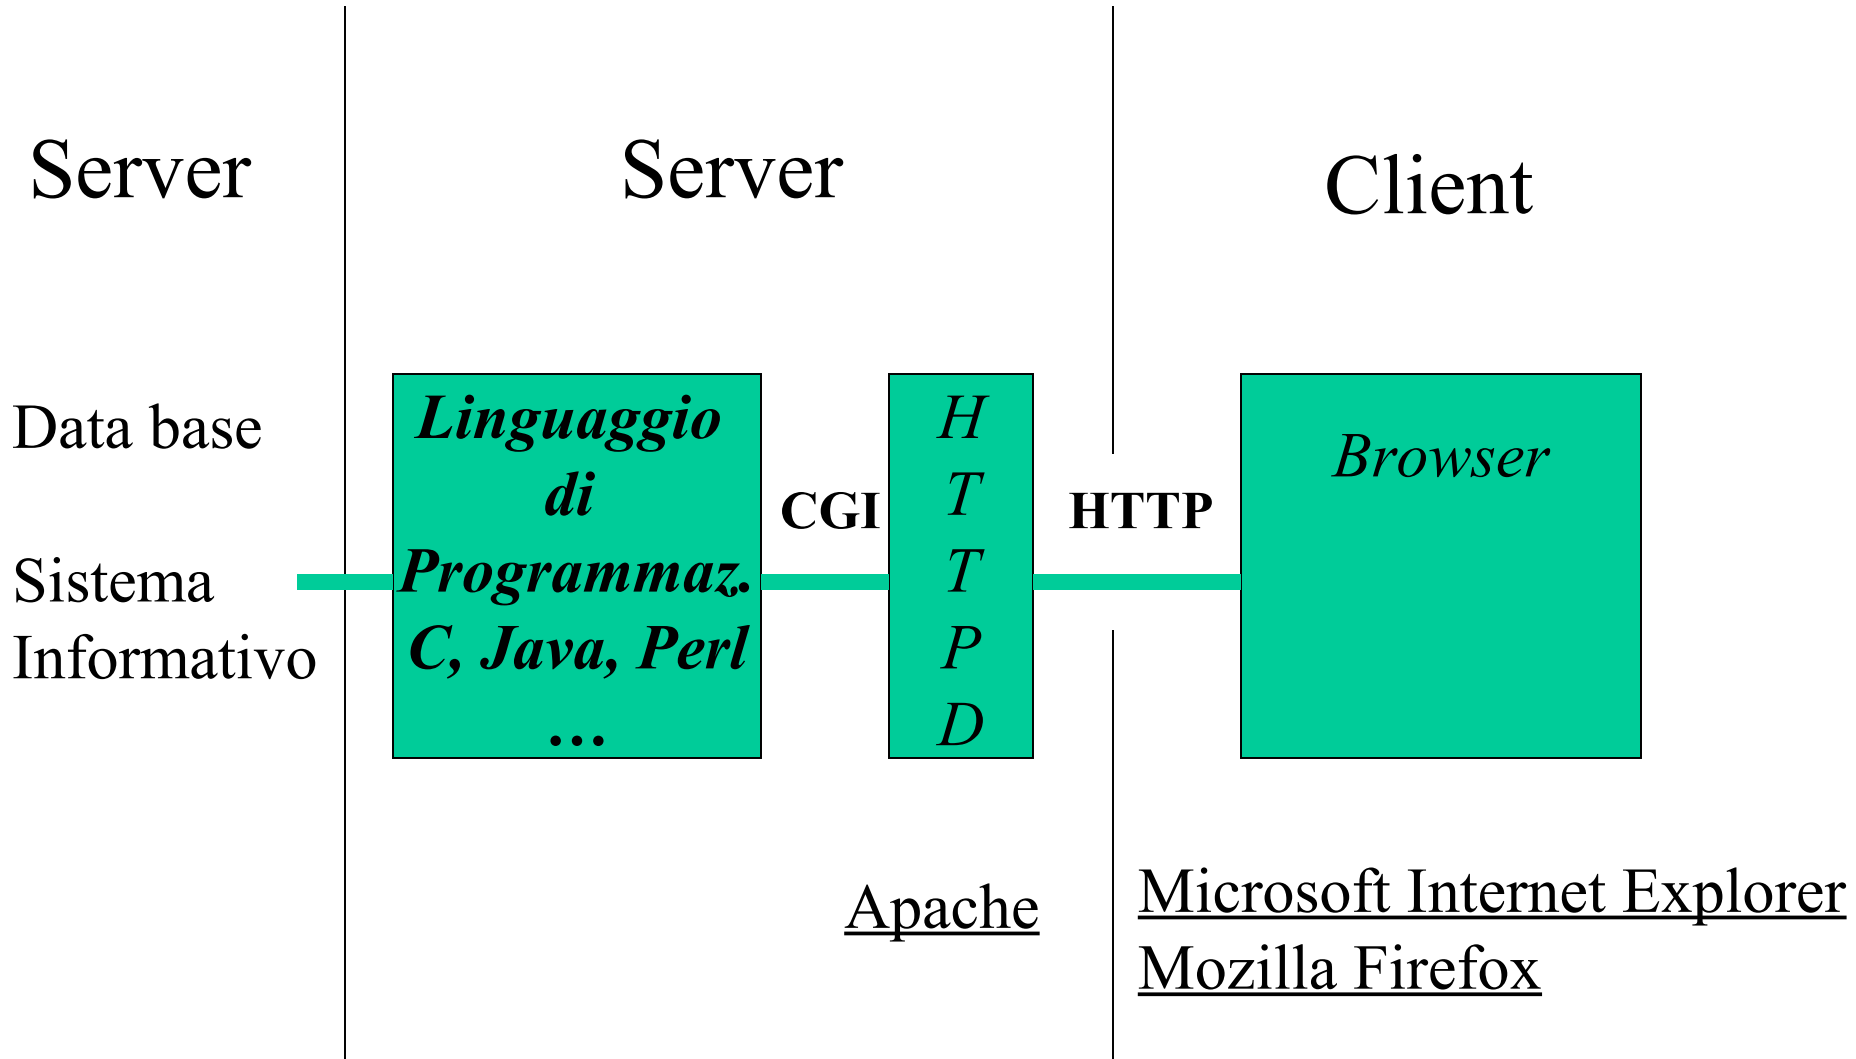 Server
Server
Client
Data base
Sistema
Informativo
Linguaggio
di
Programmaz.
C, Java, Perl
…
CGI
H
T
T
P
D
HTTP
Browser
Apache
Microsoft Internet Explorer
Mozilla Firefox